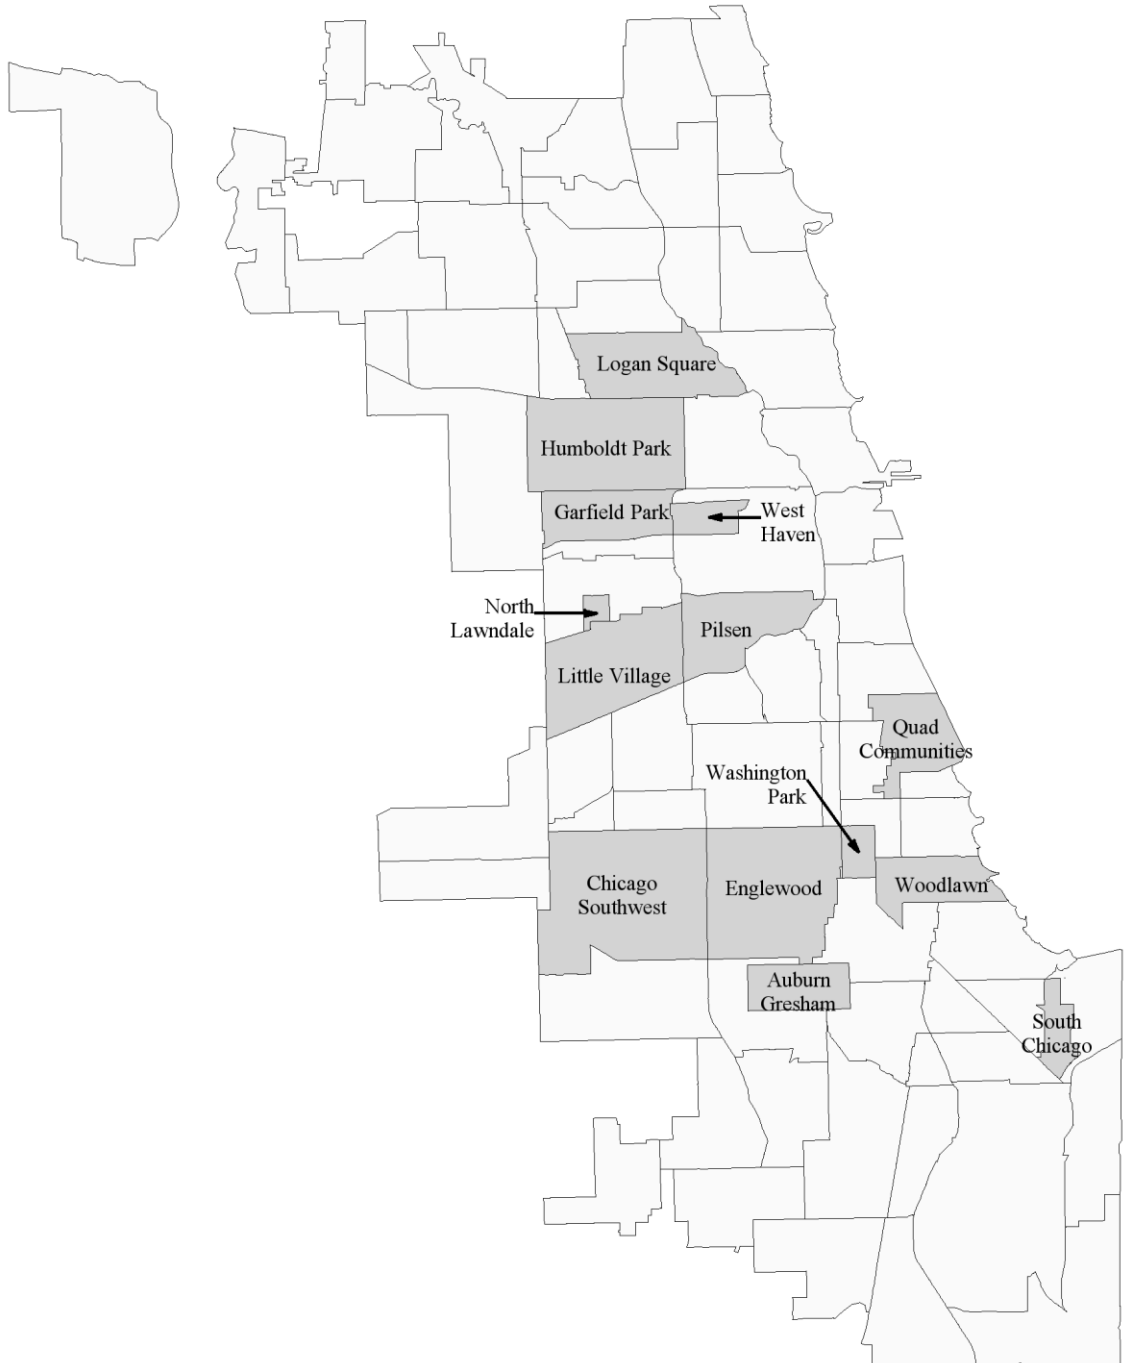 Logan Square
Humboldt Park
Garfield Park
West
Haven
North
Lawndale
Pilsen
Little Village
Quad
Communities
Washington
Park
Chicago
Southwest
Englewood
Woodlawn
Auburn
Gresham
South
Chicago